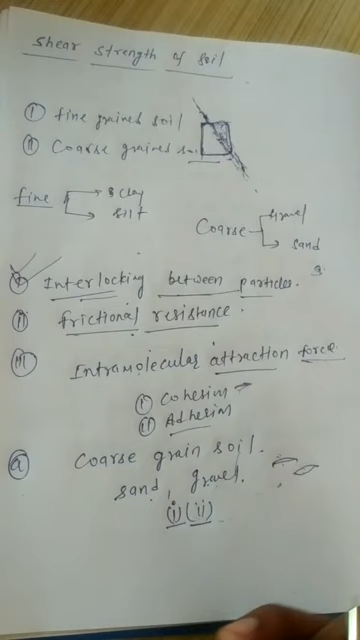 shear strength of soil
(i) fine grained soil
(ii) Coarse grained soil
fine clay
silt
Coarse gravel
sand
(i) Interlocking between particles.
(ii) frictional resistance.
(iii) Intramolecular attraction force.
(i) Cohesion
(ii) Adhesion
(a) Coarse grain soil.
sand, gravel.
(i) (ii)